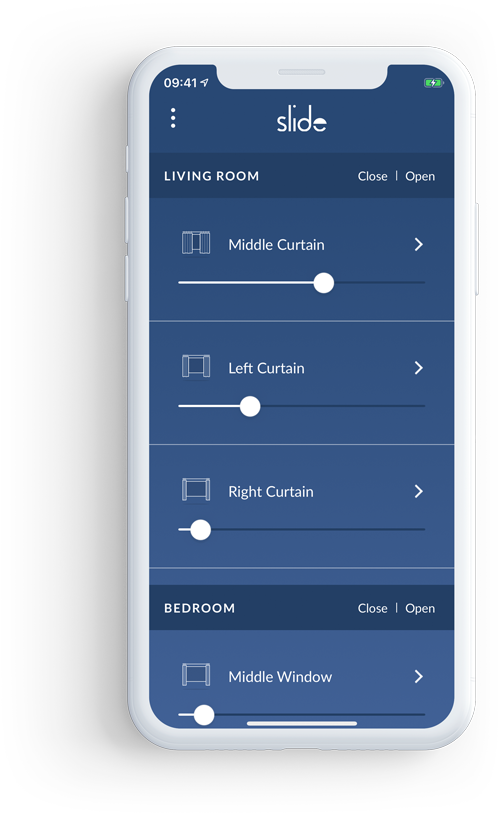 09:41
slide
LIVING ROOM Close | Open
Middle Curtain
Left Curtain
Right Curtain
BEDROOM Close | Open
Middle Window